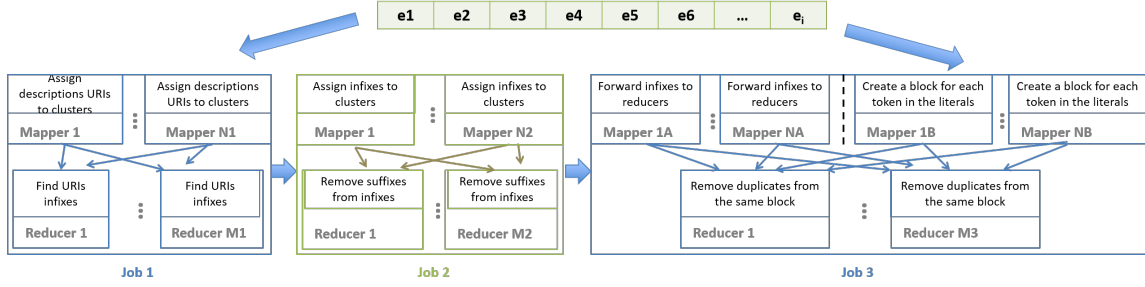 e1 e2 e3 e4 e5 e6 ... ei
Assign
descriptions URIs
to clusters
Mapper 1
Assign descriptions
URIs to clusters
Mapper N1
Find URIs
infixes
Reducer 1
Find URIs
infixes
Reducer M1
Job 1
Assign infixes to
clusters
Mapper 1
Assign infixes to
clusters
Mapper N2
Remove suffixes
from infixes
Reducer 1
Remove suffixes
from infixes
Reducer M2
Job 2
Forward infixes to
reducers
Mapper 1A
Forward infixes to
reducers
Mapper NA
Create a block for each
token in the literals
Mapper 1B
Create a block for each
token in the literals
Mapper NB
Remove duplicates from
the same block
Reducer 1
Remove duplicates from
the same block
Reducer M3
Job 3